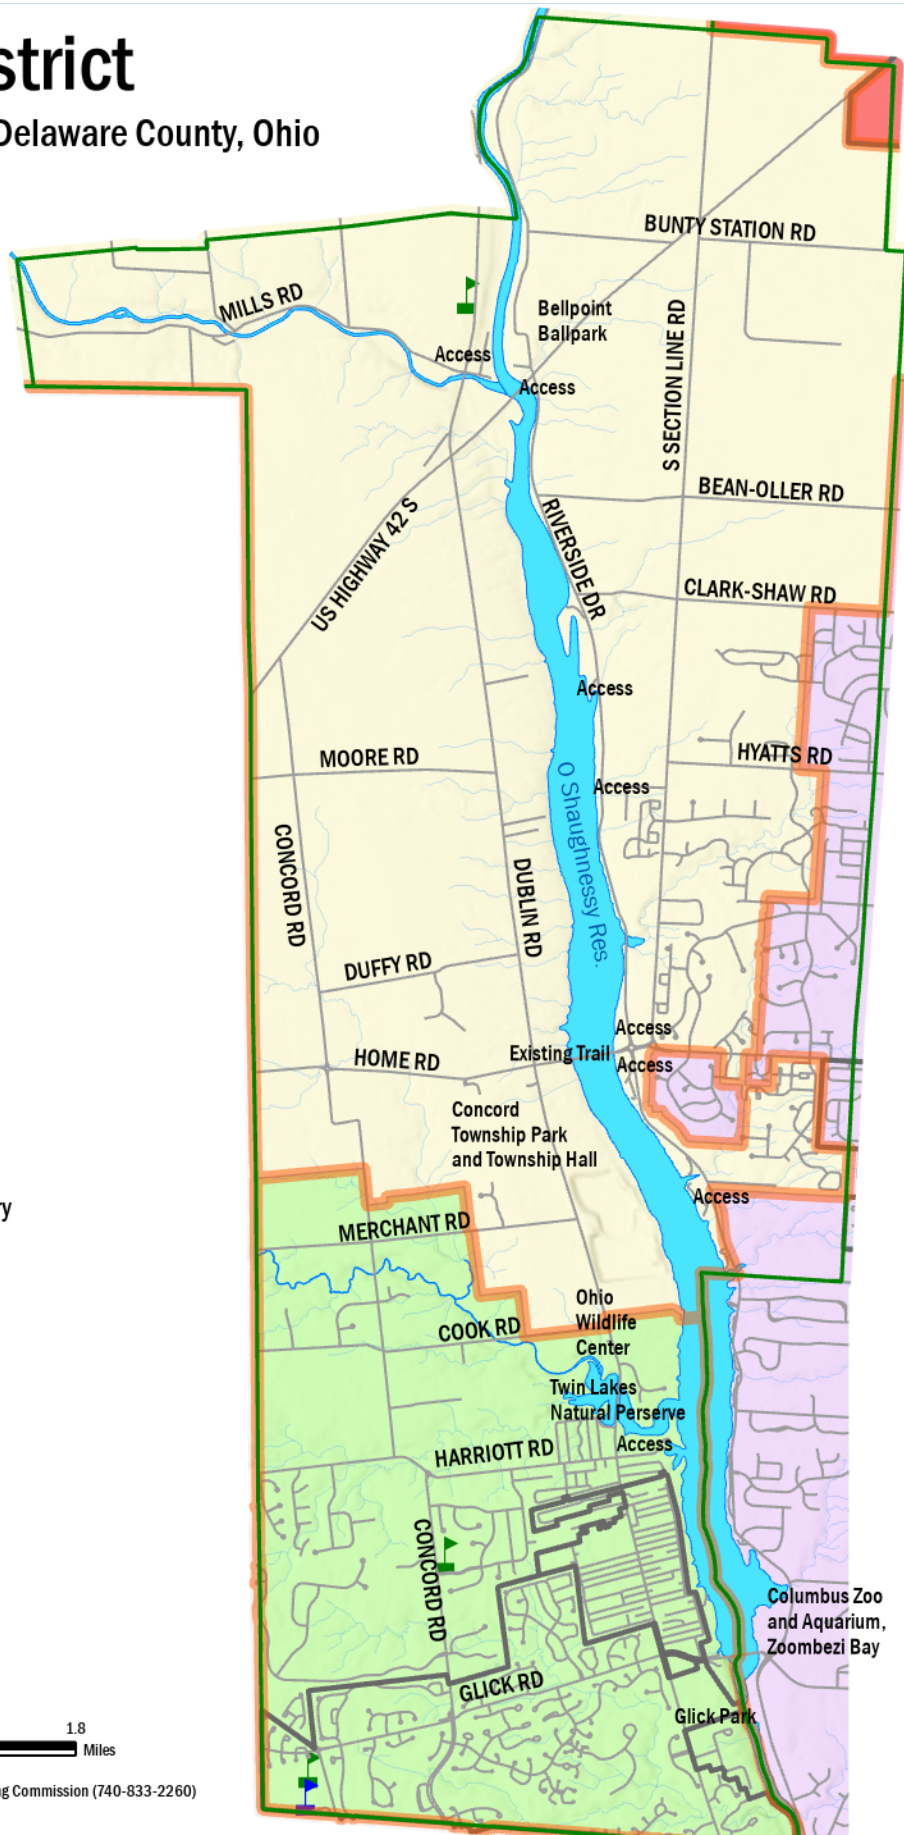 strict
Delaware County, Ohio
BUNTY STATION RD
MILLS RD
Bellpoint
Ballpark
S SECTION LINE RD
Access
Access
BEAN-OLLER RD
US HIGHWAY 42 S
RIVERSIDE DR
CLARK-SHAW RD
Access
MOORE RD
HYATTS RD
O Shaughnessy Res.
Access
CONCORD RD
DUBLIN RD
DUFFY RD
Access
Existing Trail
HOME RD
Access
Concord
Township Park
and Township Hall
Access
ry
MERCHANT RD
Ohio
Wildlife
Center
COOK RD
Twin Lakes
Natural Perserve
Access
HARRIOTT RD
CONCORD RD
Columbus Zoo
and Aquarium,
Zoombezi Bay
GLICK RD
Glick Park
1.8
Miles
g Commission (740-833-2260)